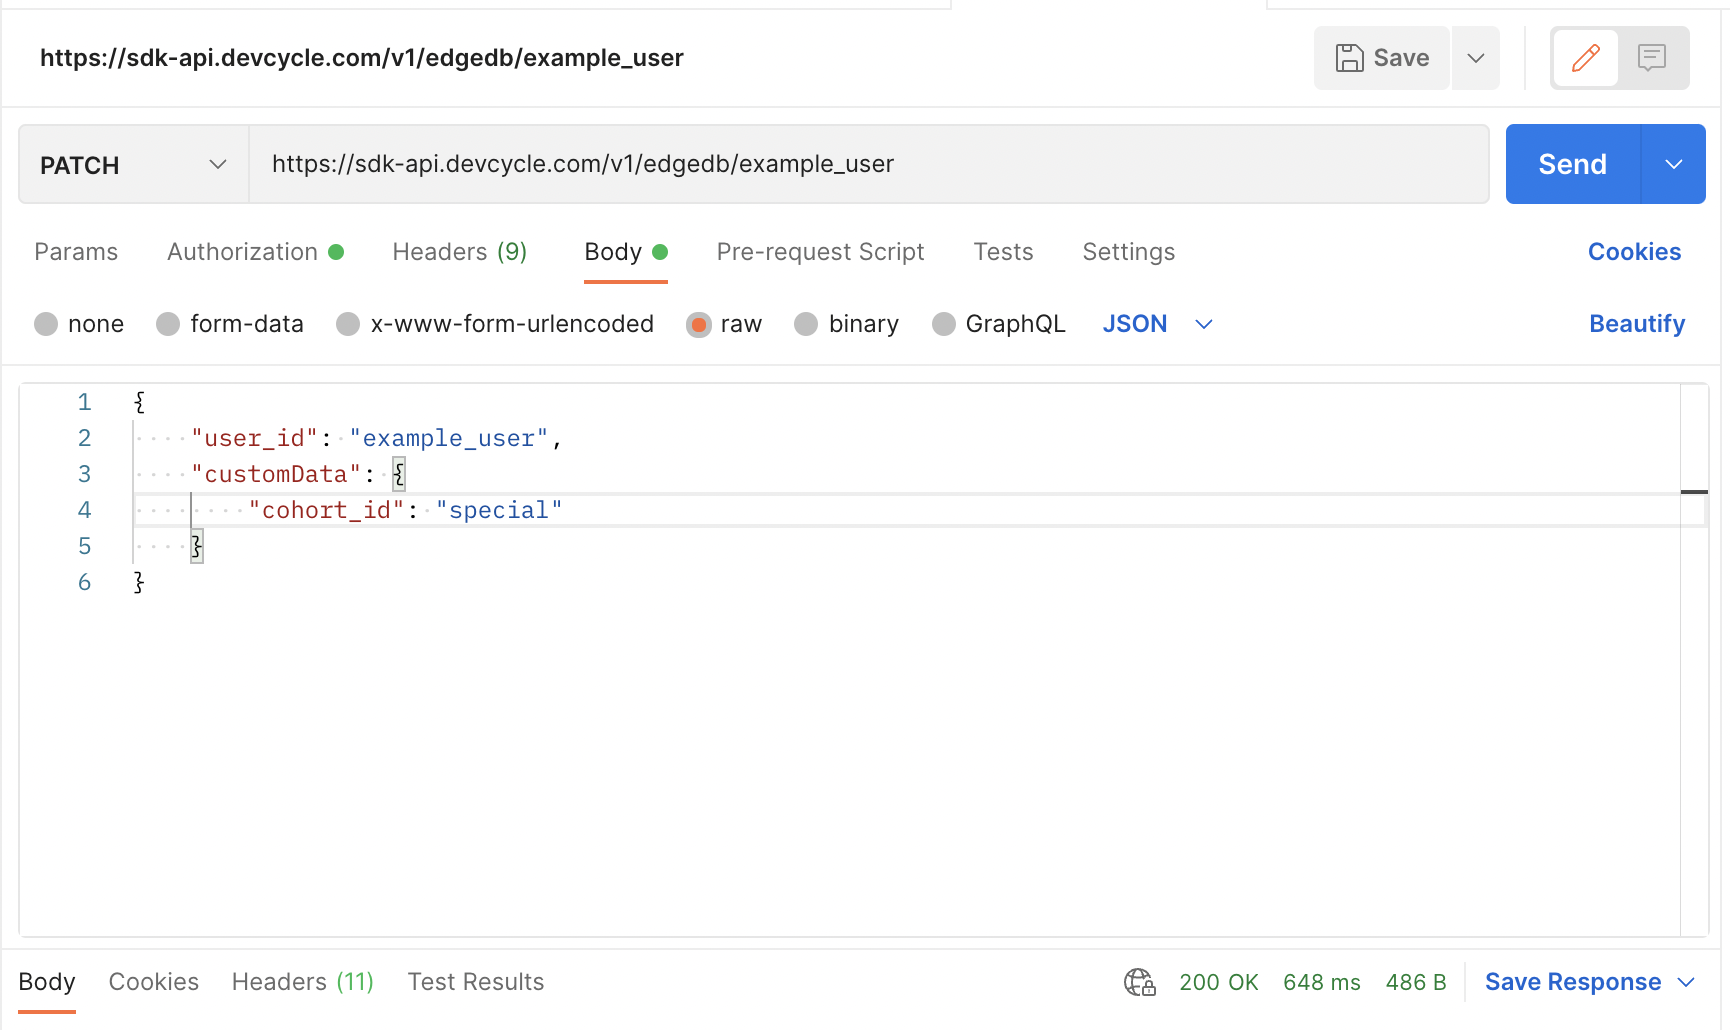 https://sdk-api.devcycle.com/v1/edgedb/example_user Save
PATCH https://sdk-api.devcycle.com/v1/edgedb/example_user Send
Params Authorization Headers (9) Body Pre-request Script Tests Settings Cookies
none form-data x-www-form-urlencoded raw binary GraphQL JSON Beautify
1 {
2 "user_id": "example_user",
3 "customData": {
4 "cohort_id": "special"
5 }
6 }
Body Cookies Headers (11) Test Results 200 OK 648 ms 486 B Save Response